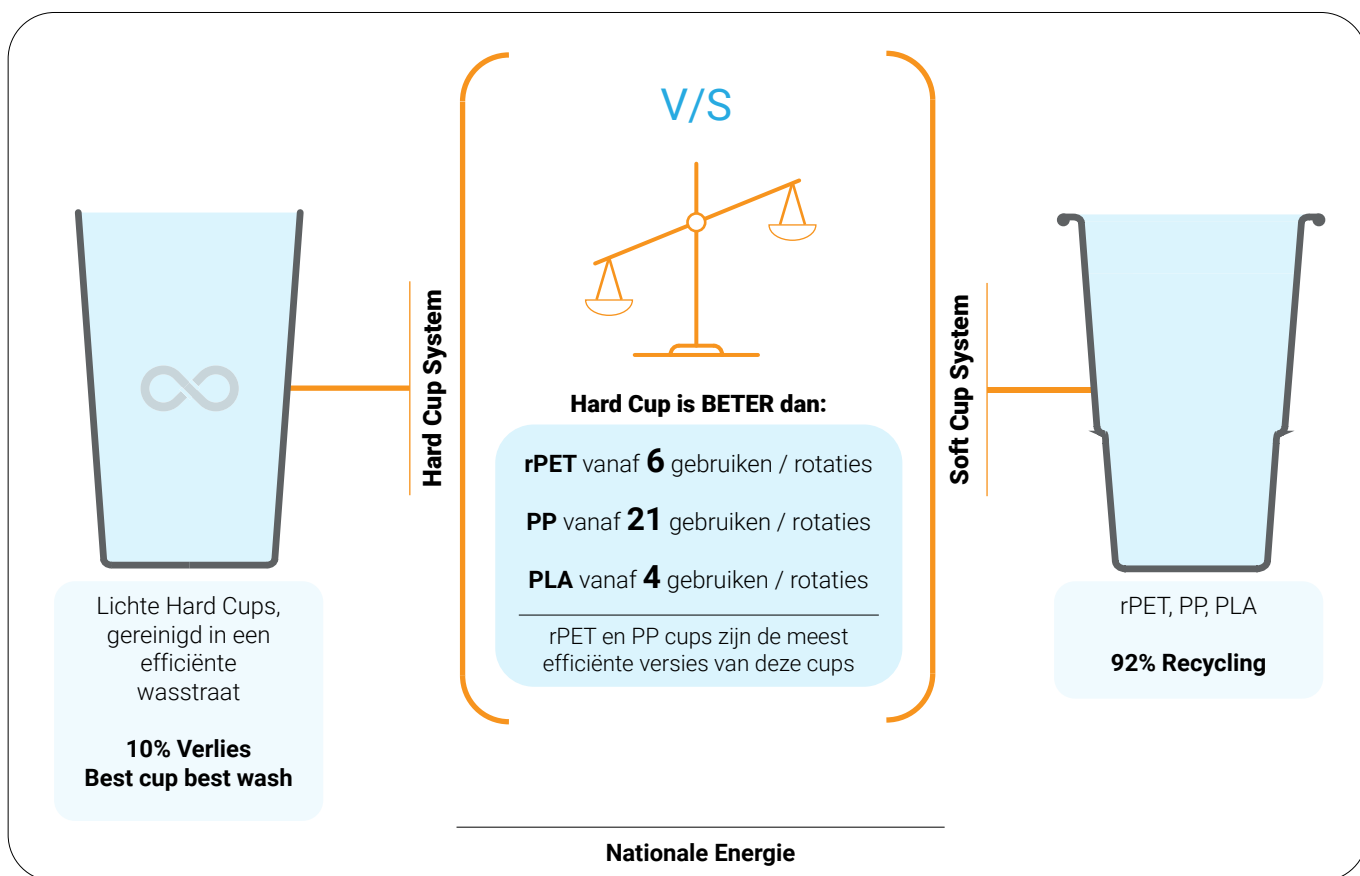 V/S
Hard Cup System
Soft Cup System
Hard Cup is BETER dan:
rPET vanaf 6 gebruiken / rotaties
PP vanaf 21 gebruiken / rotaties
PLA vanaf 4 gebruiken / rotaties
rPET en PP cups zijn de meest
efficiënte versies van deze cups
Lichte Hard Cups,
gereinigd in een
efficiënte
wasstraat
10% Verlies
Best cup best wash
rPET, PP, PLA
92% Recycling
Nationale Energie